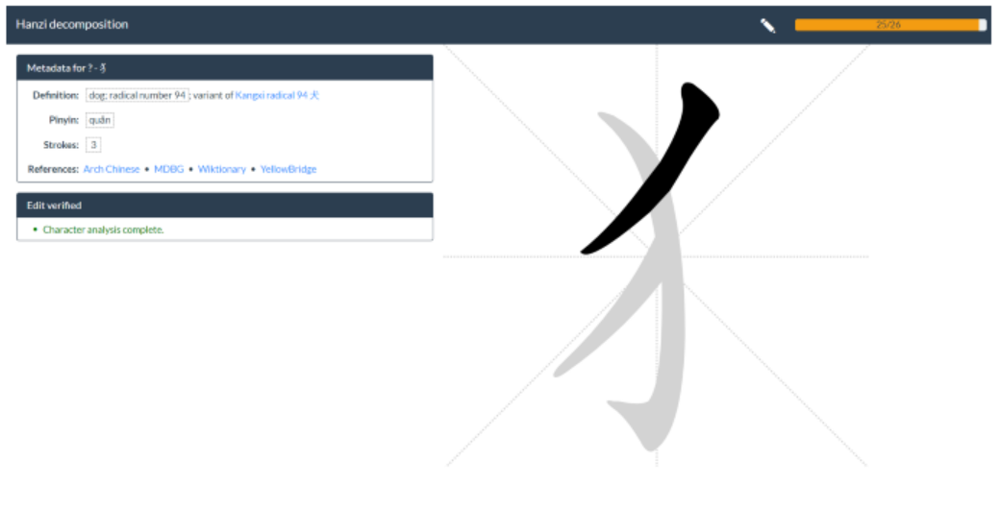 Hanzi decomposition
25/26
Metadata for ? - 犭
Definition: dog; radical number 94 ; variant of Kangxi radical 94 犬
Pinyin: quǎn
Strokes: 3
References: Arch Chinese • MDBG • Wiktionary • YellowBridge
Edit verified
• Character analysis complete.
犭